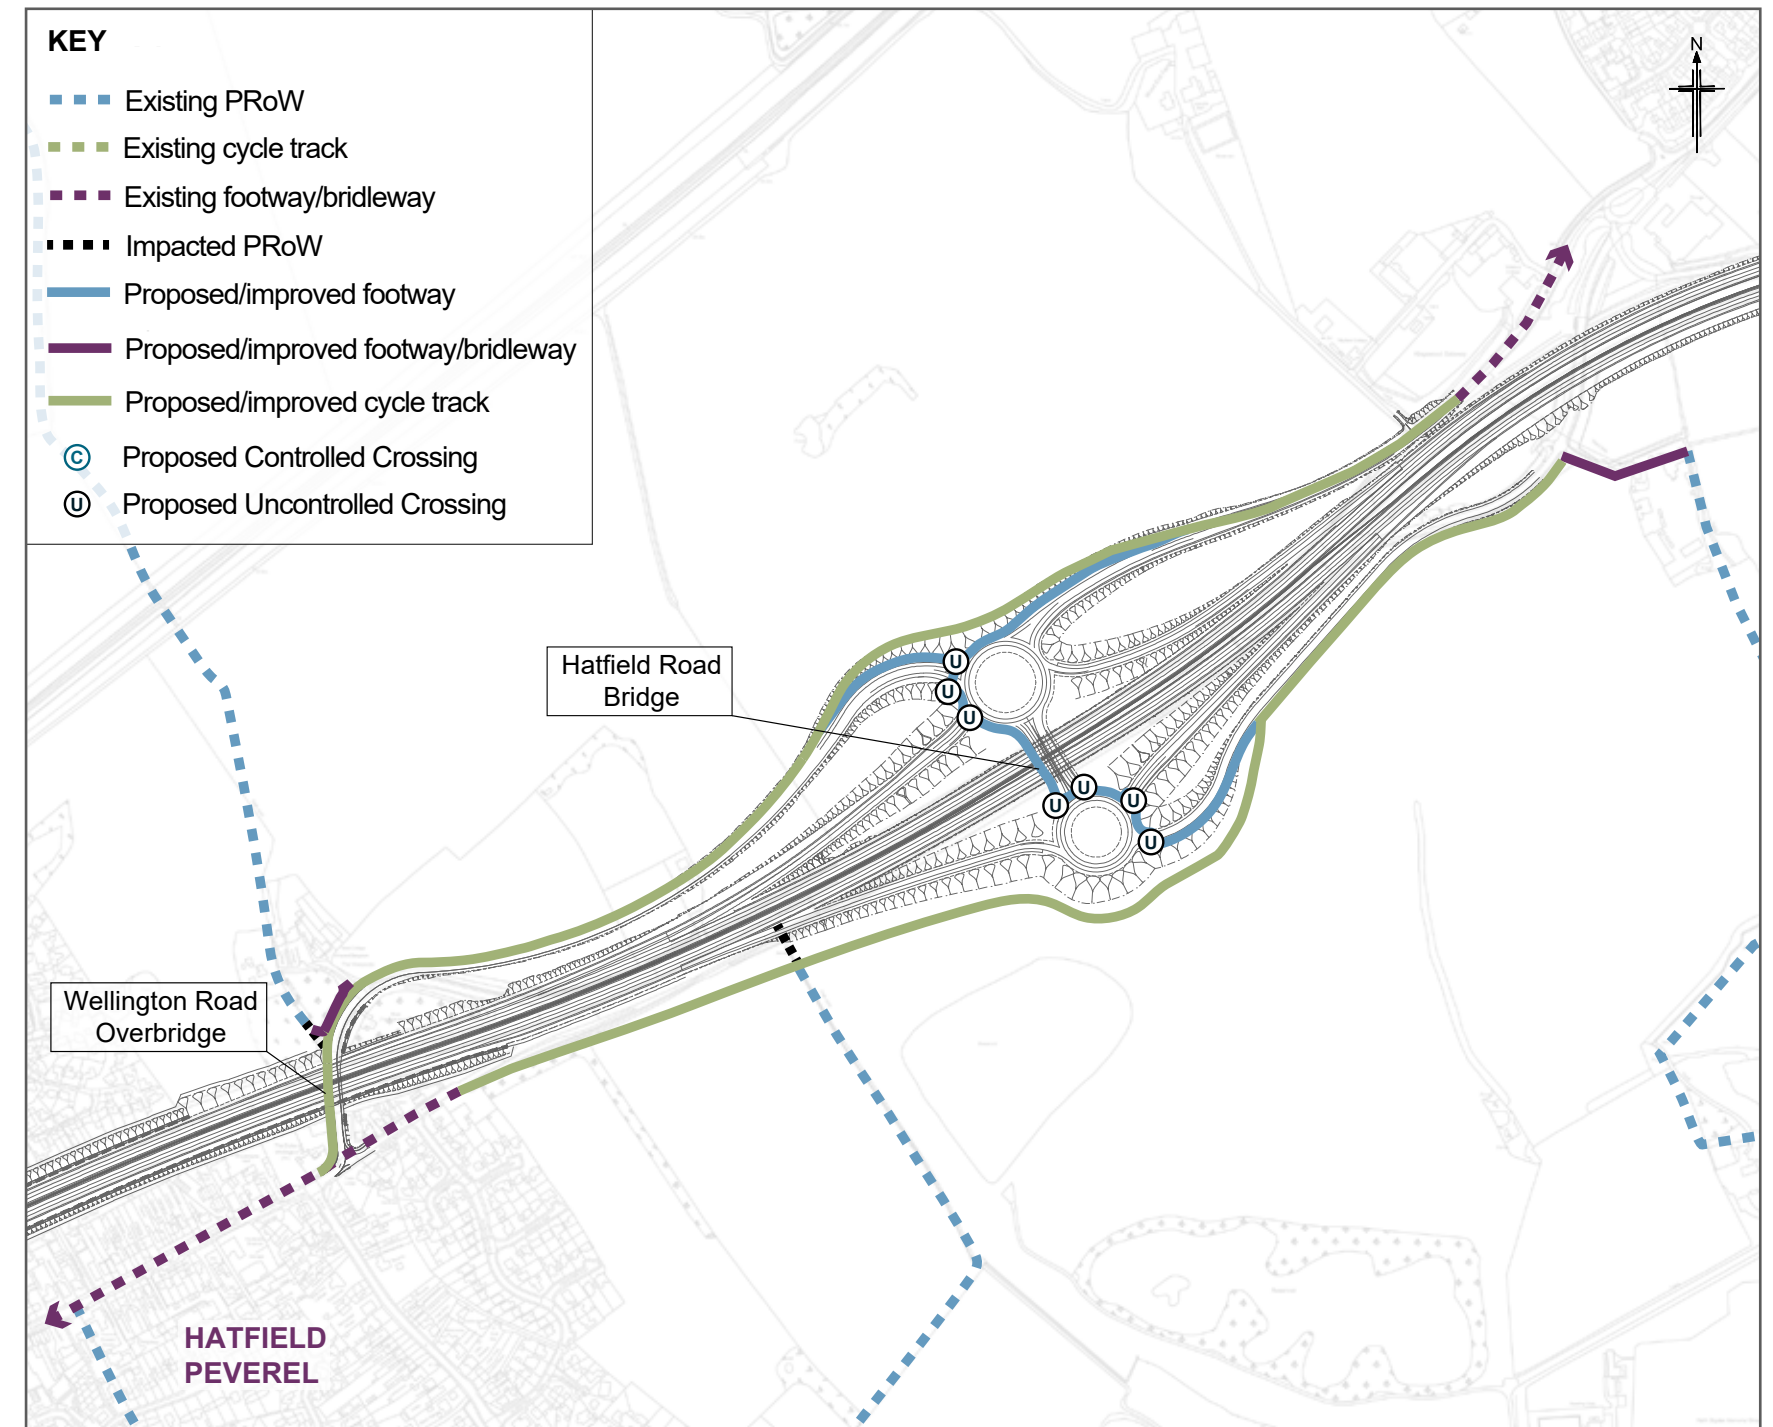 KEY
Existing PRoW
Existing cycle track
Existing footway/bridleway
Impacted PRoW
Proposed/improved footway
Proposed/improved footway/bridleway
Proposed/improved cycle track
C Proposed Controlled Crossing
U Proposed Uncontrolled Crossing
N
Hatfield Road
Bridge
U
U
U
U
U
U
U
Wellington Road
Overbridge
HATFIELD
PEVEREL